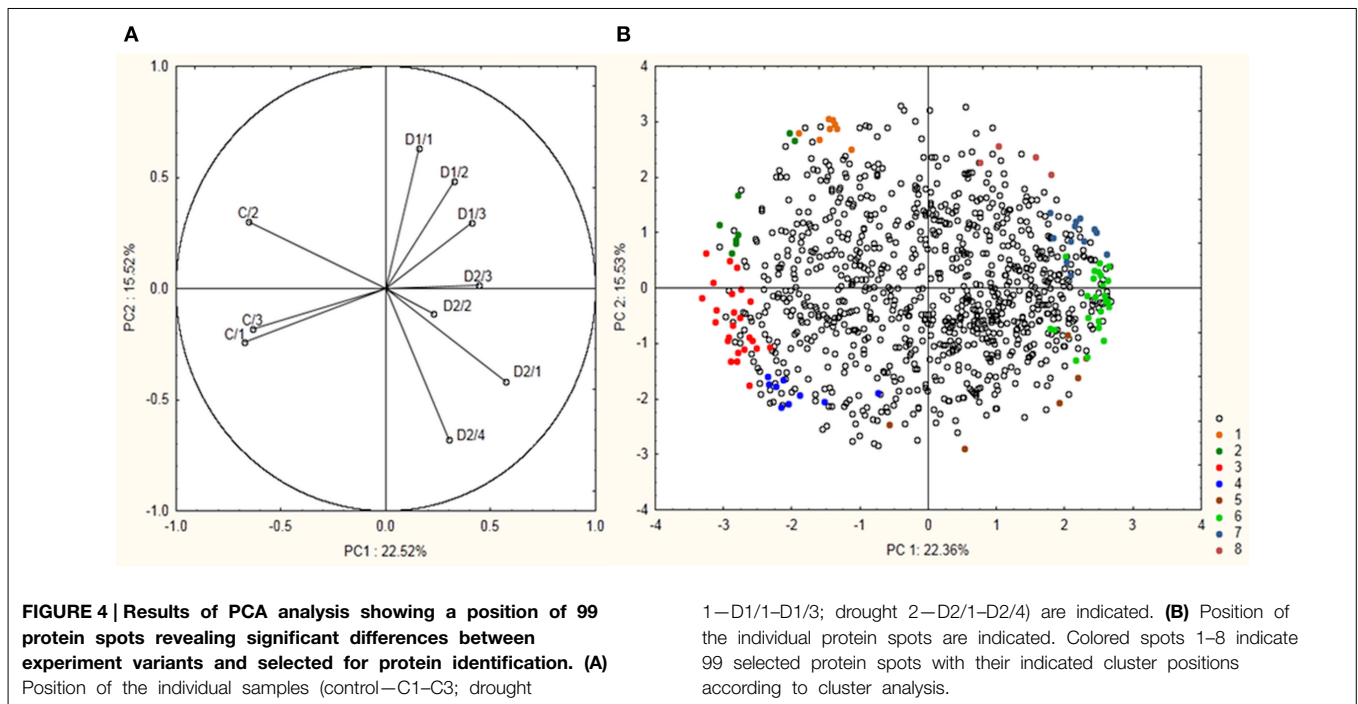 A
B
1.0
0.5
0.0
-0.5
-1.0
PC2 : 15.52%
D1/1
D1/2
D1/3
C/2
D2/3
D2/2
C/3
C/1
D2/1
D2/4
-1.0
-0.5
0.0
0.5
1.0
PC1 : 22.52%
4
3
2
1
0
-1
-2
-3
-4
PC 2: 15.53%
-4
-3
-2
-1
0
1
2
3
4
PC 1: 22.36%
1
2
3
4
5
6
7
8
FIGURE 4 | Results of PCA analysis showing a position of 99
protein spots revealing significant differences between
experiment variants and selected for protein identification. (A)
Position of the individual samples (control—C1–C3; drought
1—D1/1–D1/3; drought 2—D2/1–D2/4) are indicated. (B) Position of
the individual protein spots are indicated. Colored spots 1–8 indicate
99 selected protein spots with their indicated cluster positions
according to cluster analysis.